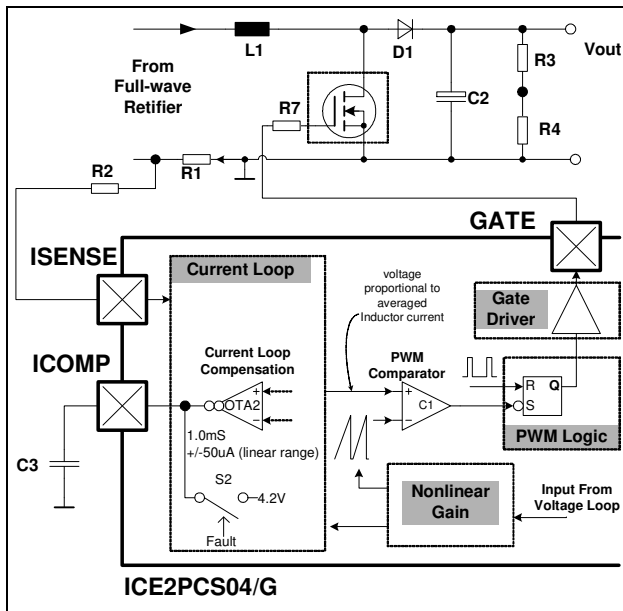 L1
D1
Vout
R3
From
Full-wave
Retifier
R7
C2
R4
R2
R1
GATE
ISENSE
Current Loop
voltage
proportional to
averaged
Inductor current
Gate
Driver
ICOMP
Current Loop
Compensation
PWM
Comparator
+
OTA2
-
+
C1
-
R
Q
S
PWM Logic
1.0mS
+/-50uA (linear range)
C3
S2
4.2V
Fault
Nonlinear
Gain
Input From
Voltage Loop
ICE2PCS04/G